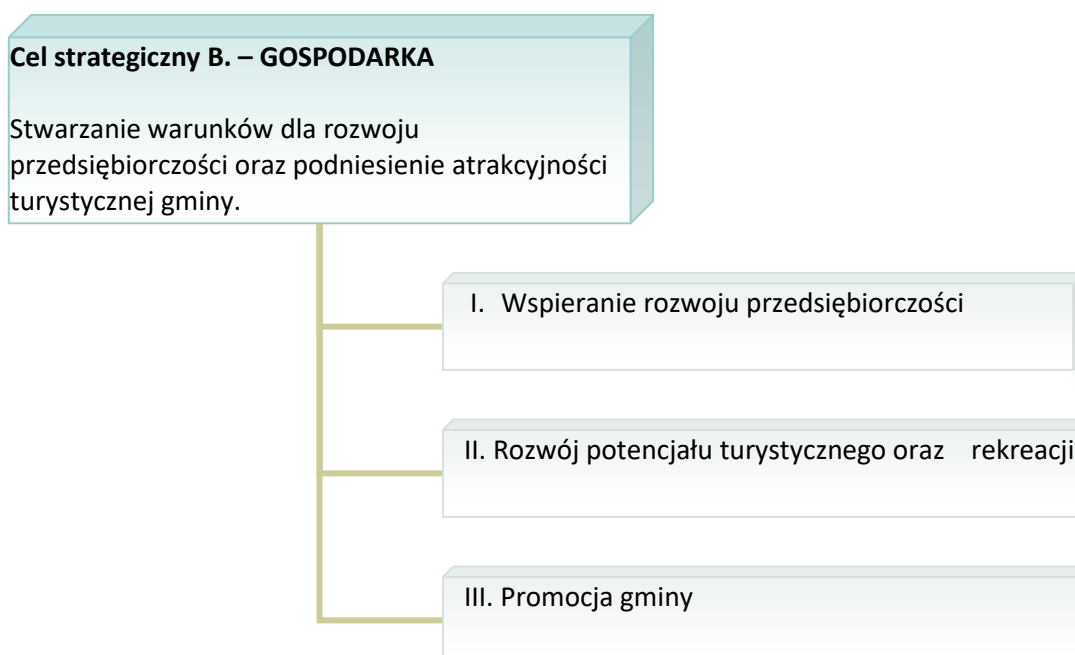 Cel strategiczny B. – GOSPODARKA
Stwarzanie warunków dla rozwoju
przedsiębiorczości oraz podniesienie atrakcyjności
turystycznej gminy.
I. Wspieranie rozwoju przedsiębiorczości
II. Rozwój potencjału turystycznego oraz rekreacji
III. Promocja gminy